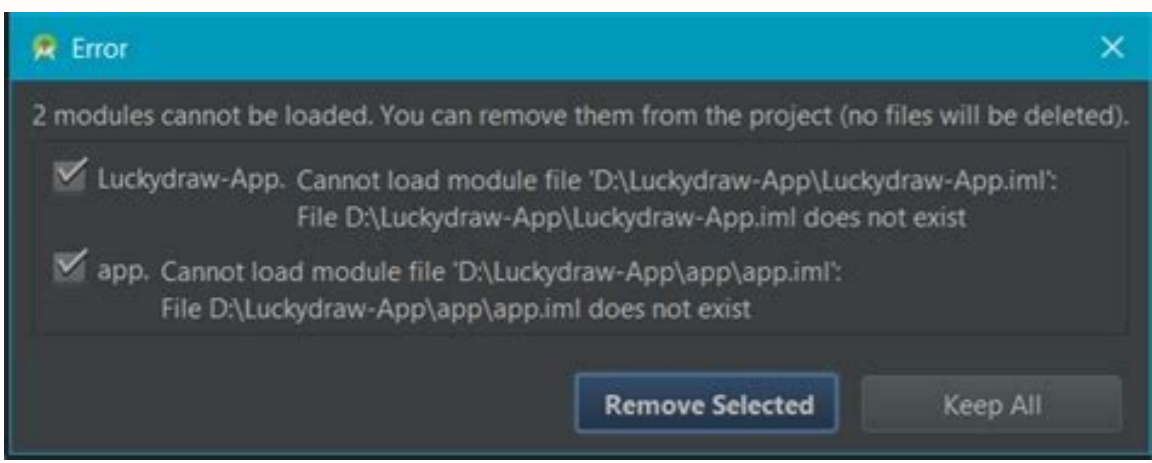 Error
2 modules cannot be loaded. You can remove them from the project (no files will be deleted).
Luckydraw-App. Cannot load module file 'D:\Luckydraw-App\Luckydraw-App.iml':
File D:\Luckydraw-App\Luckydraw-App.iml does not exist
app. Cannot load module file 'D:\Luckydraw-App\app\app.iml':
File D:\Luckydraw-App\app\app.iml does not exist
Remove Selected Keep All